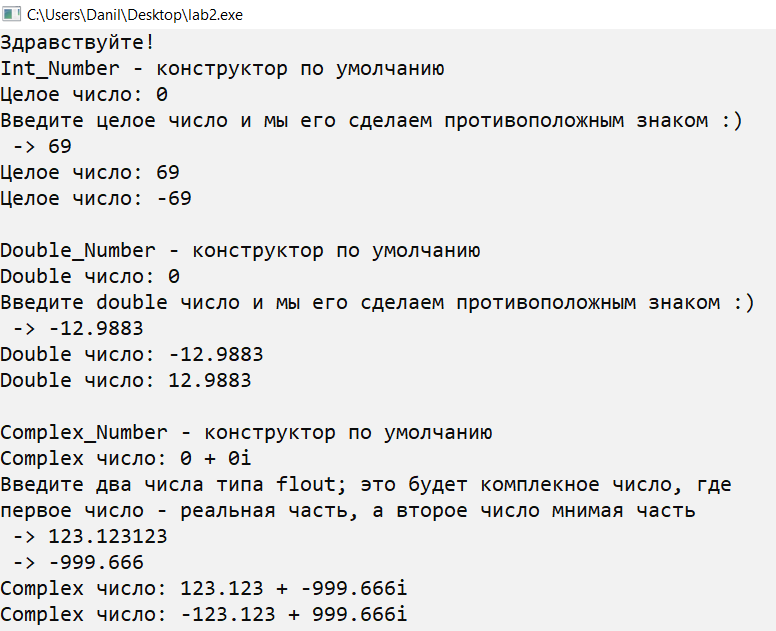 C:\Users\Danil\Desktop\lab2.exe
Здравствуйте!
Int_Number - конструктор по умолчанию
Целое число: 0
Введите целое число и мы его сделаем противоположным знаком :)
-> 69
Целое число: 69
Целое число: -69
Double_Number - конструктор по умолчанию
Double число: 0
Введите double число и мы его сделаем противоположным знаком :)
-> -12.9883
Double число: -12.9883
Double число: 12.9883
Complex_Number - конструктор по умолчанию
Complex число: 0 + 0i
Введите два числа типа flout; это будет комплекное число, где
первое число - реальная часть, а второе число мнимая часть
-> 123.123123
-> -999.666
Complex число: 123.123 + -999.666i
Complex число: -123.123 + 999.666i